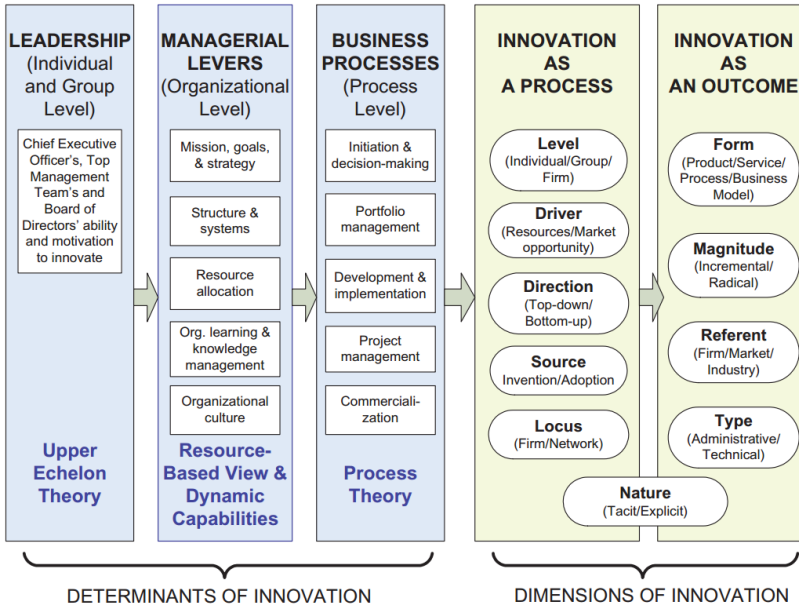 LEADERSHIP
(Individual
and Group
Level)
Chief Executive
Officer's, Top
Management
Team's and
Board of
Directors' ability
and motivation
to innovate
Upper
Echelon
Theory
MANAGERIAL
LEVERS
(Organizational
Level)
Mission, goals,
& strategy
Structure &
systems
Resource
allocation
Org. learning &
knowledge
management
Organizational
culture
Resource-
Based View &
Dynamic
Capabilities
BUSINESS
PROCESSES
(Process
Level)
Initiation &
decision-making
Portfolio
management
Development &
implementation
Project
management
Commerciali-
zation
Process
Theory
INNOVATION
AS
A PROCESS
Level
(Individual/Group/
Firm)
Driver
(Resources/Market
opportunity)
Direction
(Top-down/
Bottom-up)
Source
Invention/Adoption
Locus
(Firm/Network)
INNOVATION
AS
AN OUTCOME
Form
(Product/Service
/Process/Business
Model)
Magnitude
(Incremental/
Radical)
Referent
(Firm/Market/
Industry)
Type
(Administrative/
Technical)
Nature
(Tacit/Explicit)
DETERMINANTS OF INNOVATION
DIMENSIONS OF INNOVATION